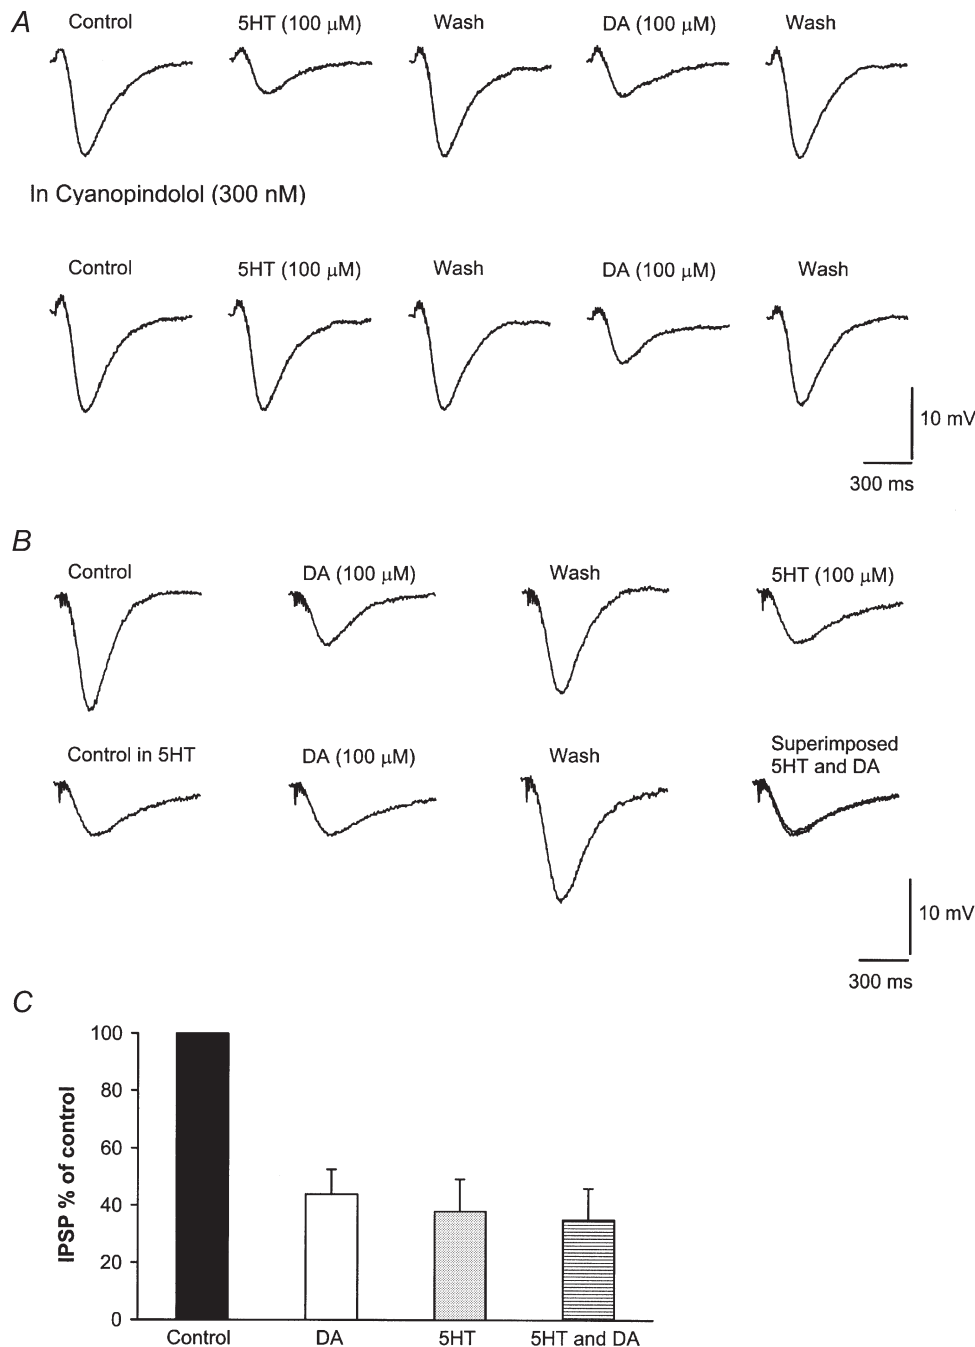 A
Control
5HT (100 µM)
Wash
DA (100 µM)
Wash
In Cyanopindolol (300 nM)
Control
5HT (100 µM)
Wash
DA (100 µM)
Wash
10 mV
300 ms
B
Control
DA (100 µM)
Wash
5HT (100 µM)
Control in 5HT
DA (100 µM)
Wash
Superimposed
5HT and DA
10 mV
300 ms
C
IPSP % of control
100
80
60
40
20
0
Control
DA
5HT
5HT and DA